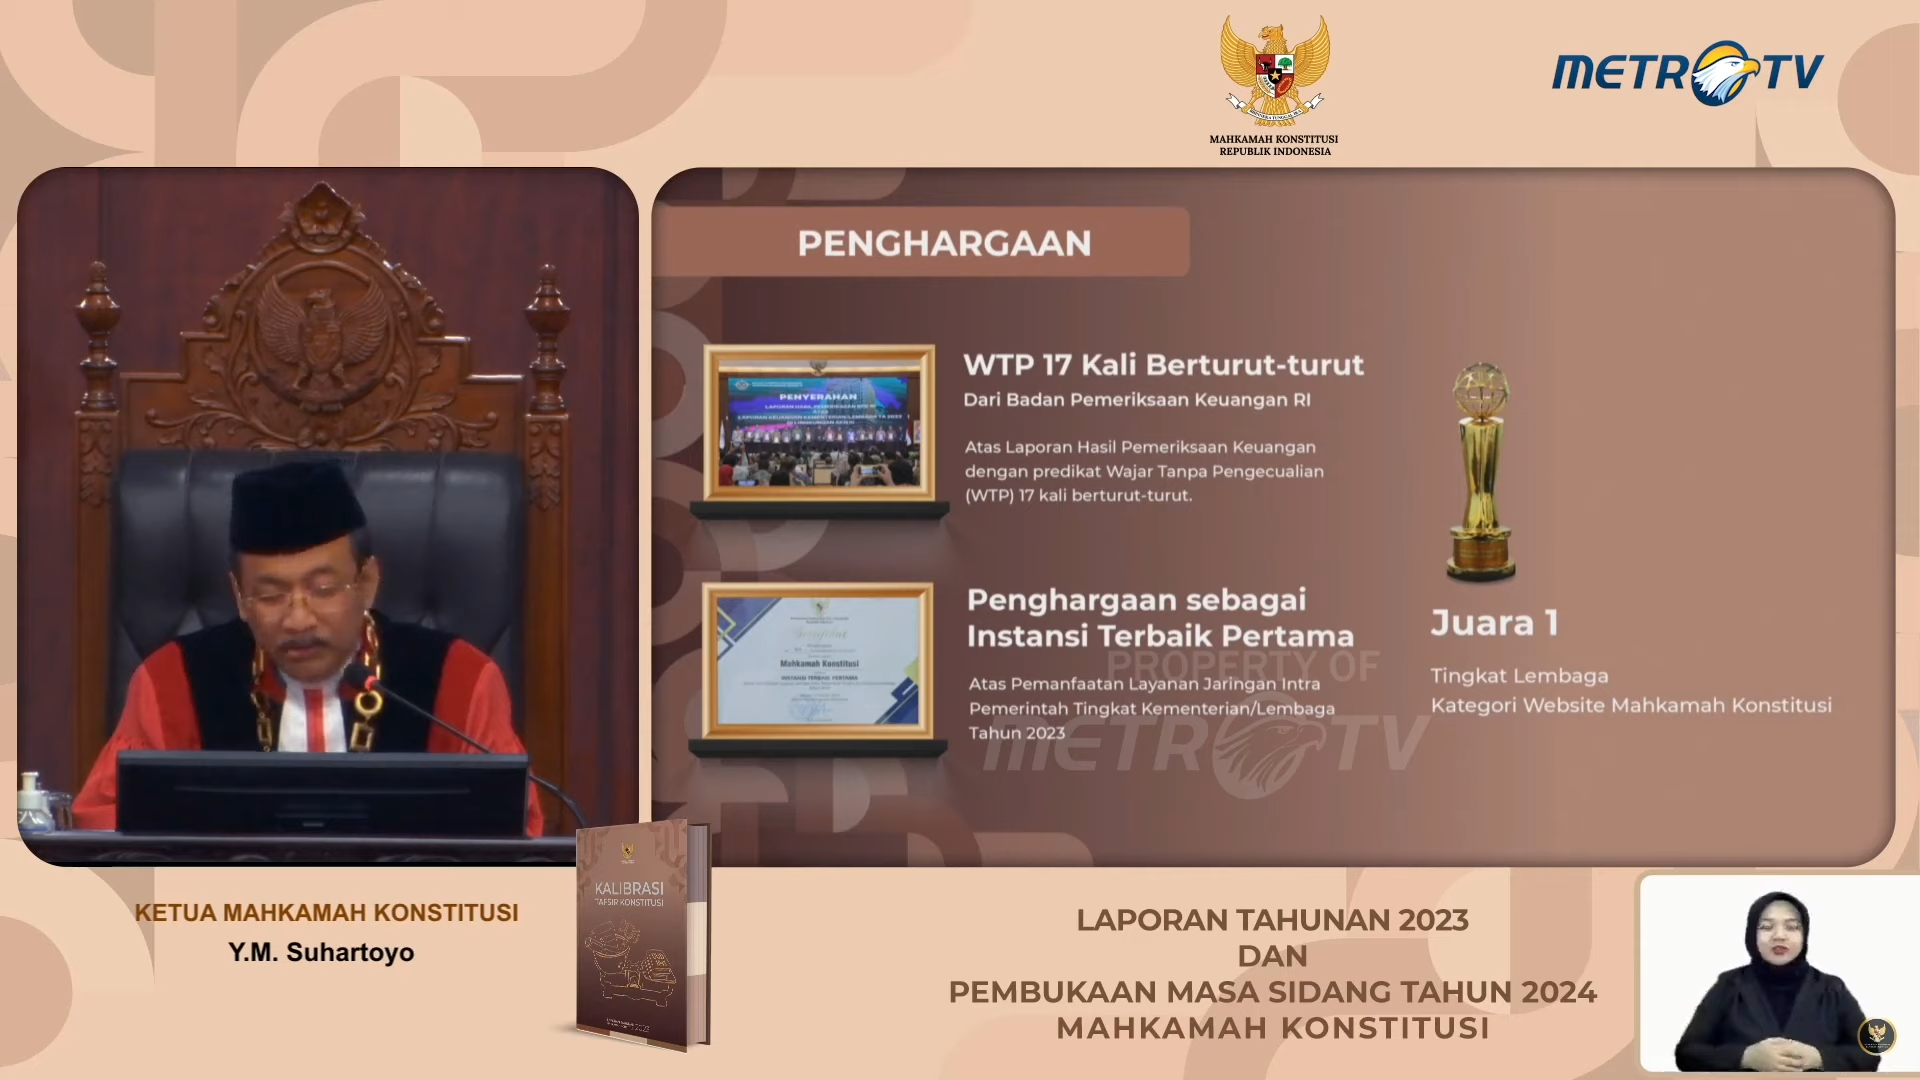 MAHKAMAH KONSTITUSI
REPUBLIK INDONESIA
METRO TV
PENGHARGAAN
WTP 17 Kali Berturut-turut
Dari Badan Pemeriksaan Keuangan RI
Atas Laporan Hasil Pemeriksaan Keuangan
dengan predikat Wajar Tanpa Pengecualian
(WTP) 17 kali berturut-turut.
PENYERAHAN
Penghargaan sebagai
Instansi Terbaik Pertama
Atas Pemanfaatan Layanan Jaringan Intra
Pemerintah Tingkat Kementerian/Lembaga
Tahun 2023
Mahkamah Konstitusi
INSTANSI TERBAIK PERTAMA
Juara 1
Tingkat Lembaga
Kategori Website Mahkamah Konstitusi
PROPERTY OF
METRO TV
KETUA MAHKAMAH KONSTITUSI
Y.M. Suhartoyo
KALIBRASI
TAFSIR KONSTITUSI
LAPORAN TAHUNAN 2023
DAN
PEMBUKAAN MASA SIDANG TAHUN 2024
MAHKAMAH KONSTITUSI